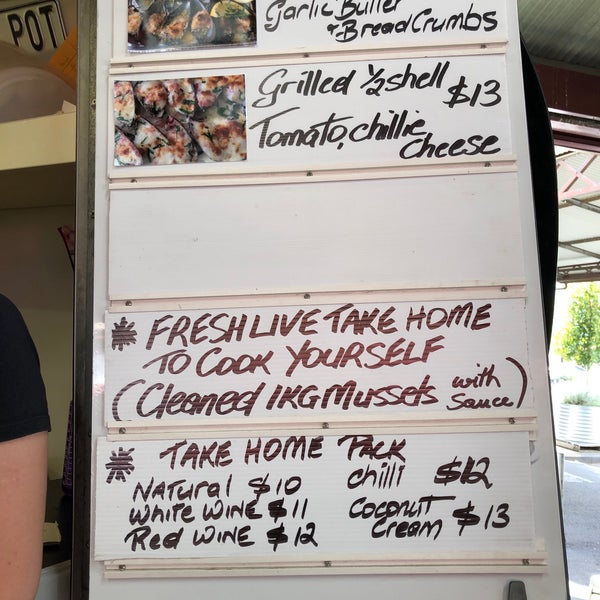 POT
Garlic Butter
+ BreadCrumbs
Grilled ½ shell $13
Tomato, chillie
cheese
FRESH LIVE TAKE HOME
TO COOK YOURSELF
(Cleaned 1KG Mussels with sauce)
TAKE HOME PACK
Natural $10
White Wine $11
Red Wine $12
Chilli $12
Coconut
Cream $13